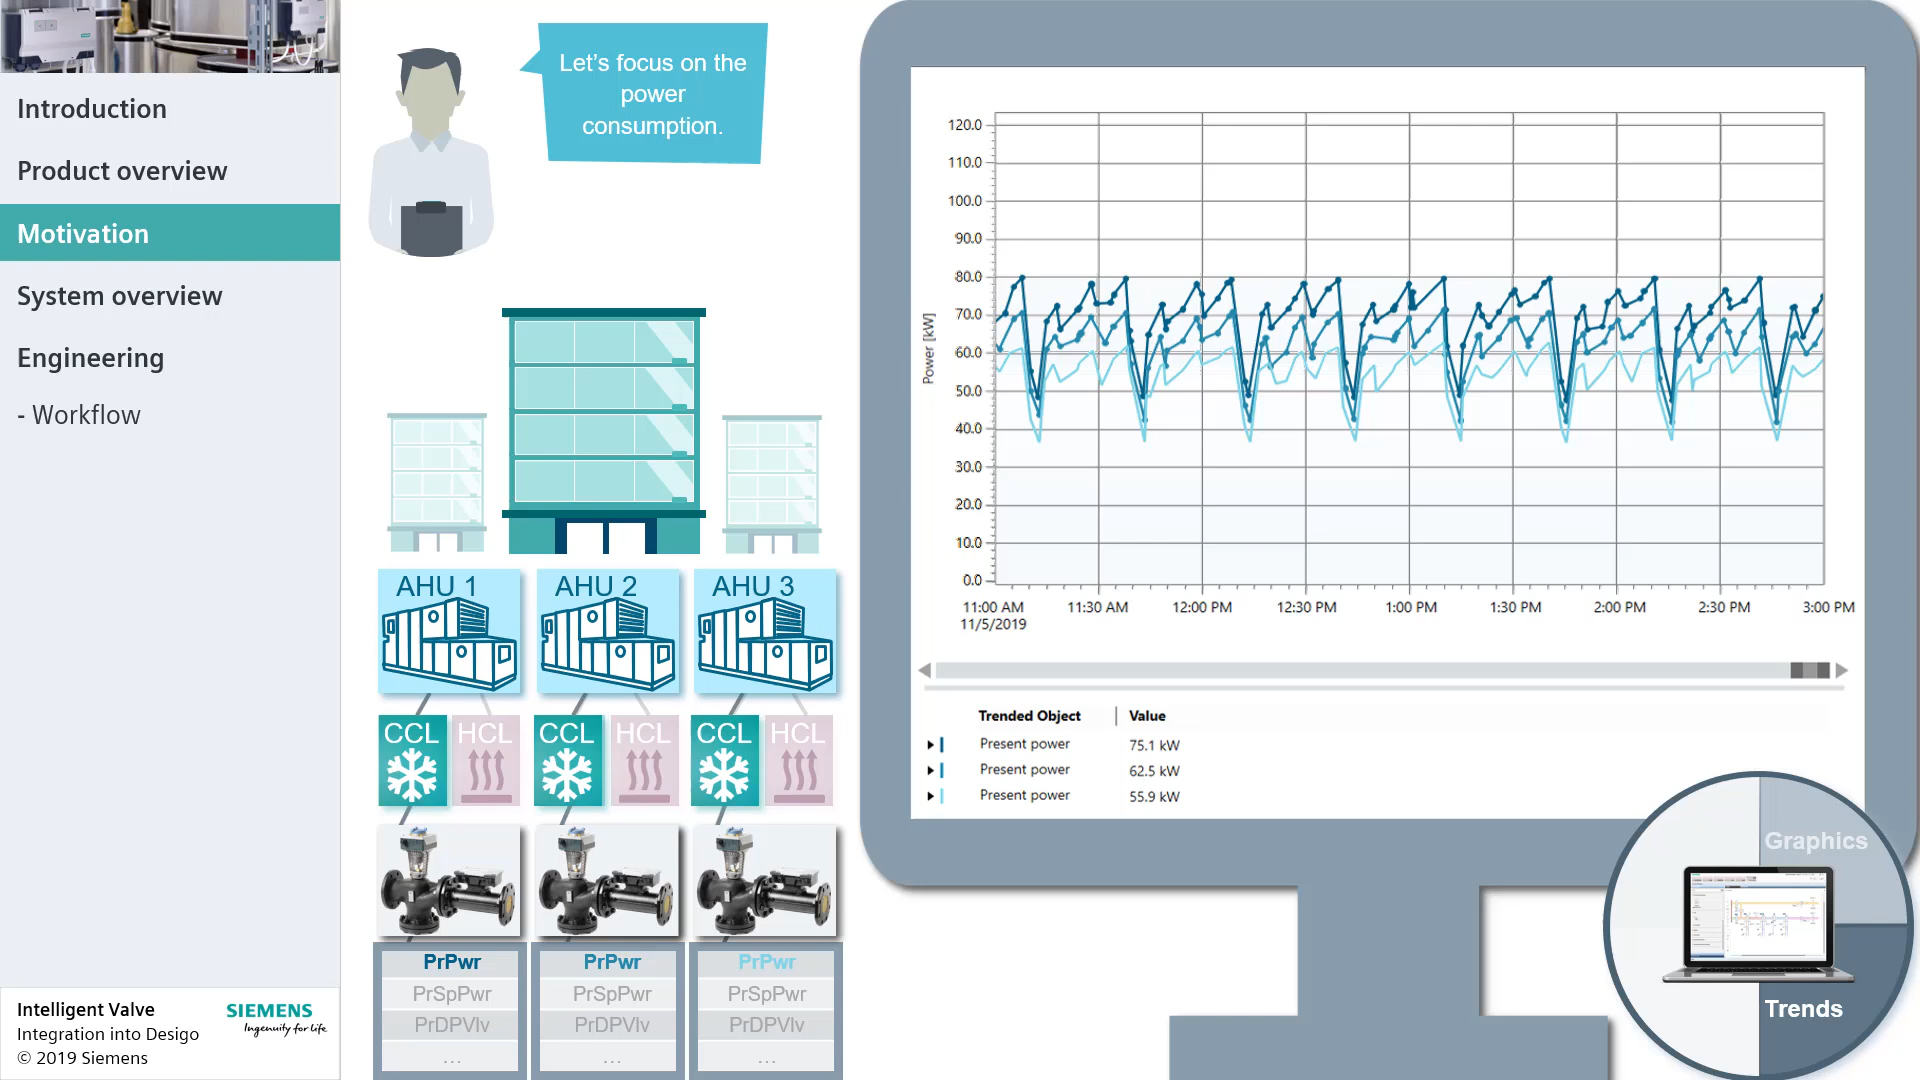 Introduction
Product overview
Motivation
System overview
Engineering
- Workflow
Intelligent Valve
Integration into Desigo
© 2019 Siemens
SIEMENS
Ingenuity for life
Let's focus on the
power
consumption.
AHU 1
AHU 2
AHU 3
CCL
HCL
CCL
HCL
CCL
HCL
PrPwr
PrSpPwr
PrDPVlv
...
PrPwr
PrSpPwr
PrDPVlv
...
PrPwr
PrSpPwr
PrDPVlv
...
Power [kW]
120.0
110.0
100.0
90.0
80.0
70.0
60.0
50.0
40.0
30.0
20.0
10.0
0.0
11:00 AM 11:30 AM 12:00 PM 12:30 PM 1:00 PM 1:30 PM 2:00 PM 2:30 PM 3:00 PM
11/5/2019
Trended Object Value
Present power 75.1 kW
Present power 62.5 kW
Present power 55.9 kW
Graphics
Trends